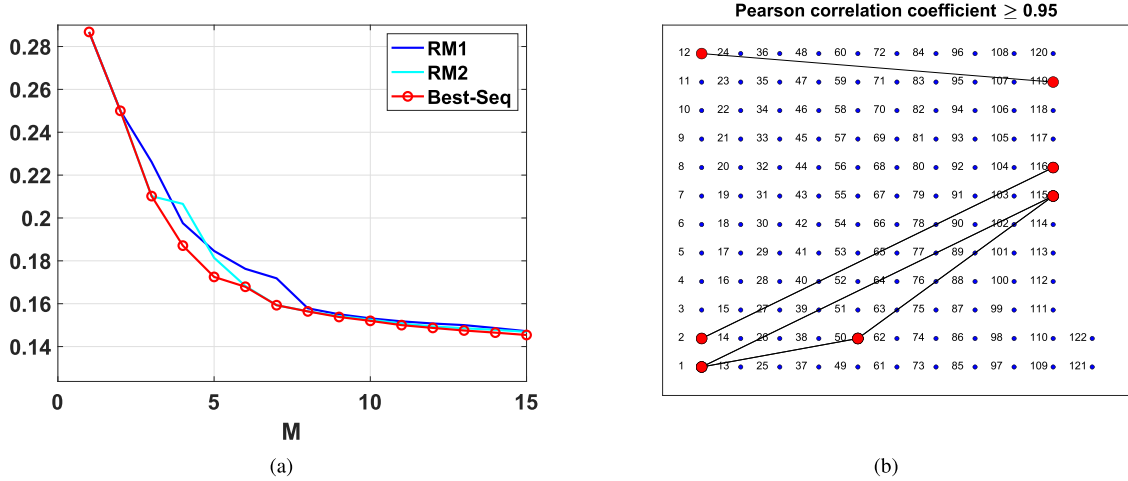 0.28
0.26
0.24
0.22
0.2
0.18
0.16
0.14
0 5 10 15
M
RM1
RM2
Best-Seq
(a)
Pearson correlation coefficient ≥ 0.95
12 24 36 48 60 72 84 96 108 120
11 23 35 47 59 71 83 95 107 119
10 22 34 46 58 70 82 94 106 118
9 21 33 45 57 69 81 93 105 117
8 20 32 44 56 68 80 92 104 116
7 19 31 43 55 67 79 91 103 115
6 18 30 42 54 66 78 90 102 114
5 17 29 41 53 65 77 89 101 113
4 16 28 40 52 64 76 88 100 112
3 15 27 39 51 63 75 87 99 111
2 14 26 38 50 62 74 86 98 110 122
1 13 25 37 49 61 73 85 97 109 121
(b)